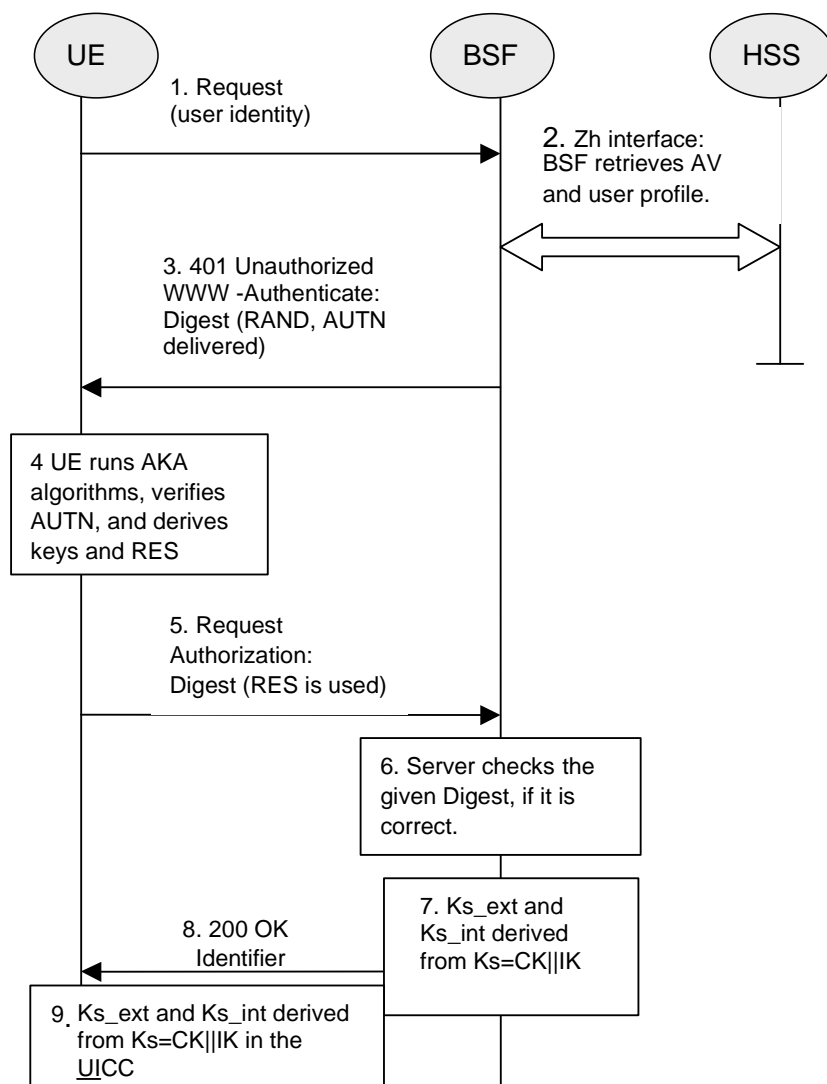 UE
BSF
HSS
1. Request
(user identity)
2. Zh interface:
BSF retrieves AV
and user profile.
3. 401 Unauthorized
WWW -Authenticate:
Digest (RAND, AUTN
delivered)
4 UE runs AKA
algorithms, verifies
AUTN, and derives
keys and RES
5. Request
Authorization:
Digest (RES is used)
6. Server checks the
given Digest, if it is
correct.
7. Ks_ext and
Ks_int derived
from Ks=CK||IK
8. 200 OK
Identifier
9. Ks_ext and Ks_int derived
from Ks=CK||IK in the
UICC